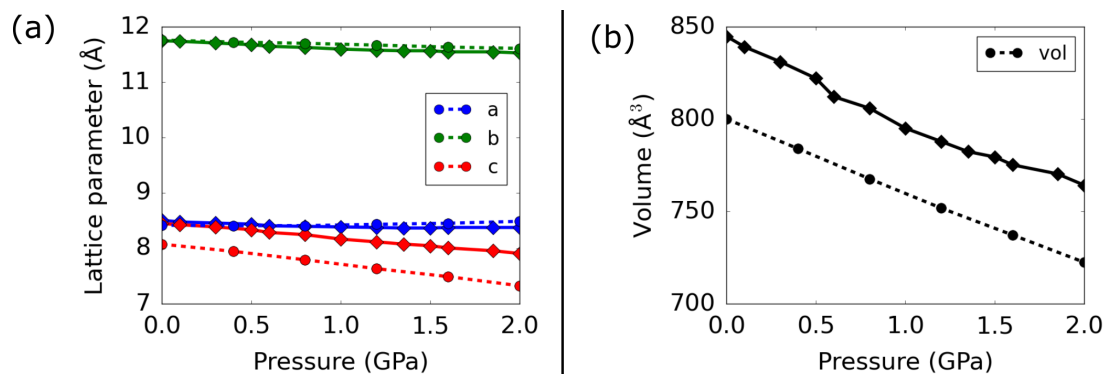 (a)
Lattice parameter (Å)
12
11
10
9
8
7
a
b
c
0.0 0.5 1.0 1.5 2.0
Pressure (GPa)
(b)
Volume (Å³)
850
800
750
700
vol
0.0 0.5 1.0 1.5 2.0
Pressure (GPa)